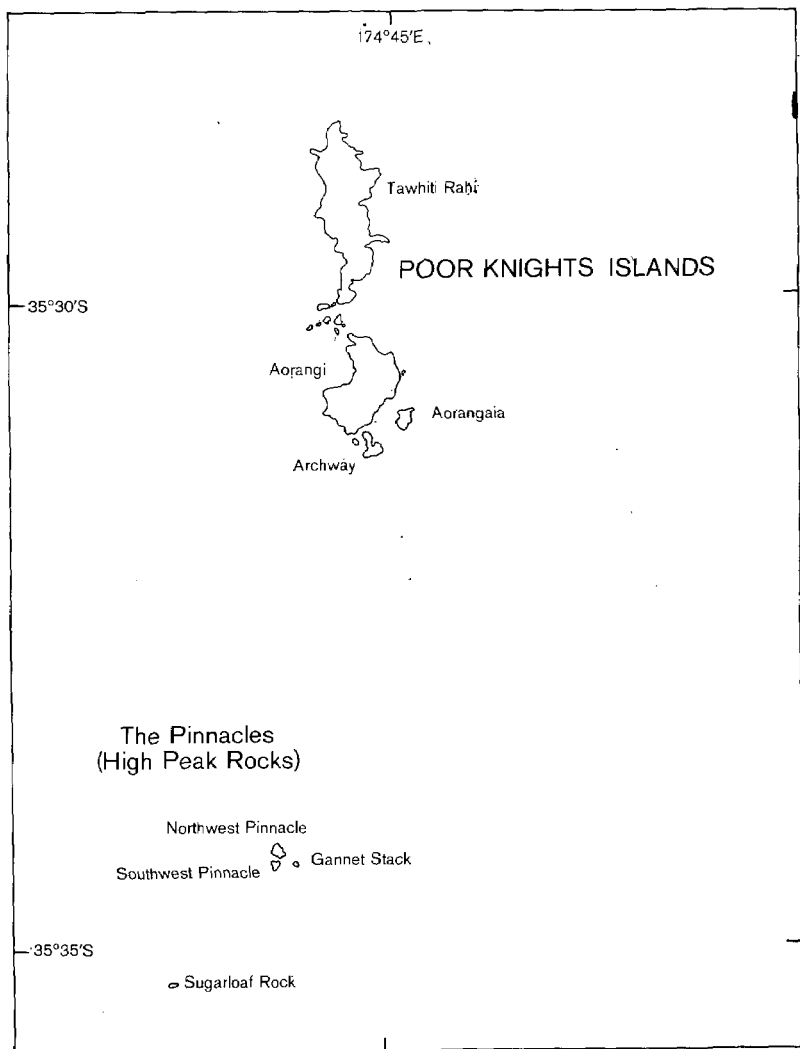 174°45'E
Tawhiti Rahi
POOR KNIGHTS ISLANDS
35°30'S
Aorangi
Aorangaia
Archway
The Pinnacles
(High Peak Rocks)
Northwest Pinnacle
Gannet Stack
Southwest Pinnacle
35°35'S
Sugarloaf Rock